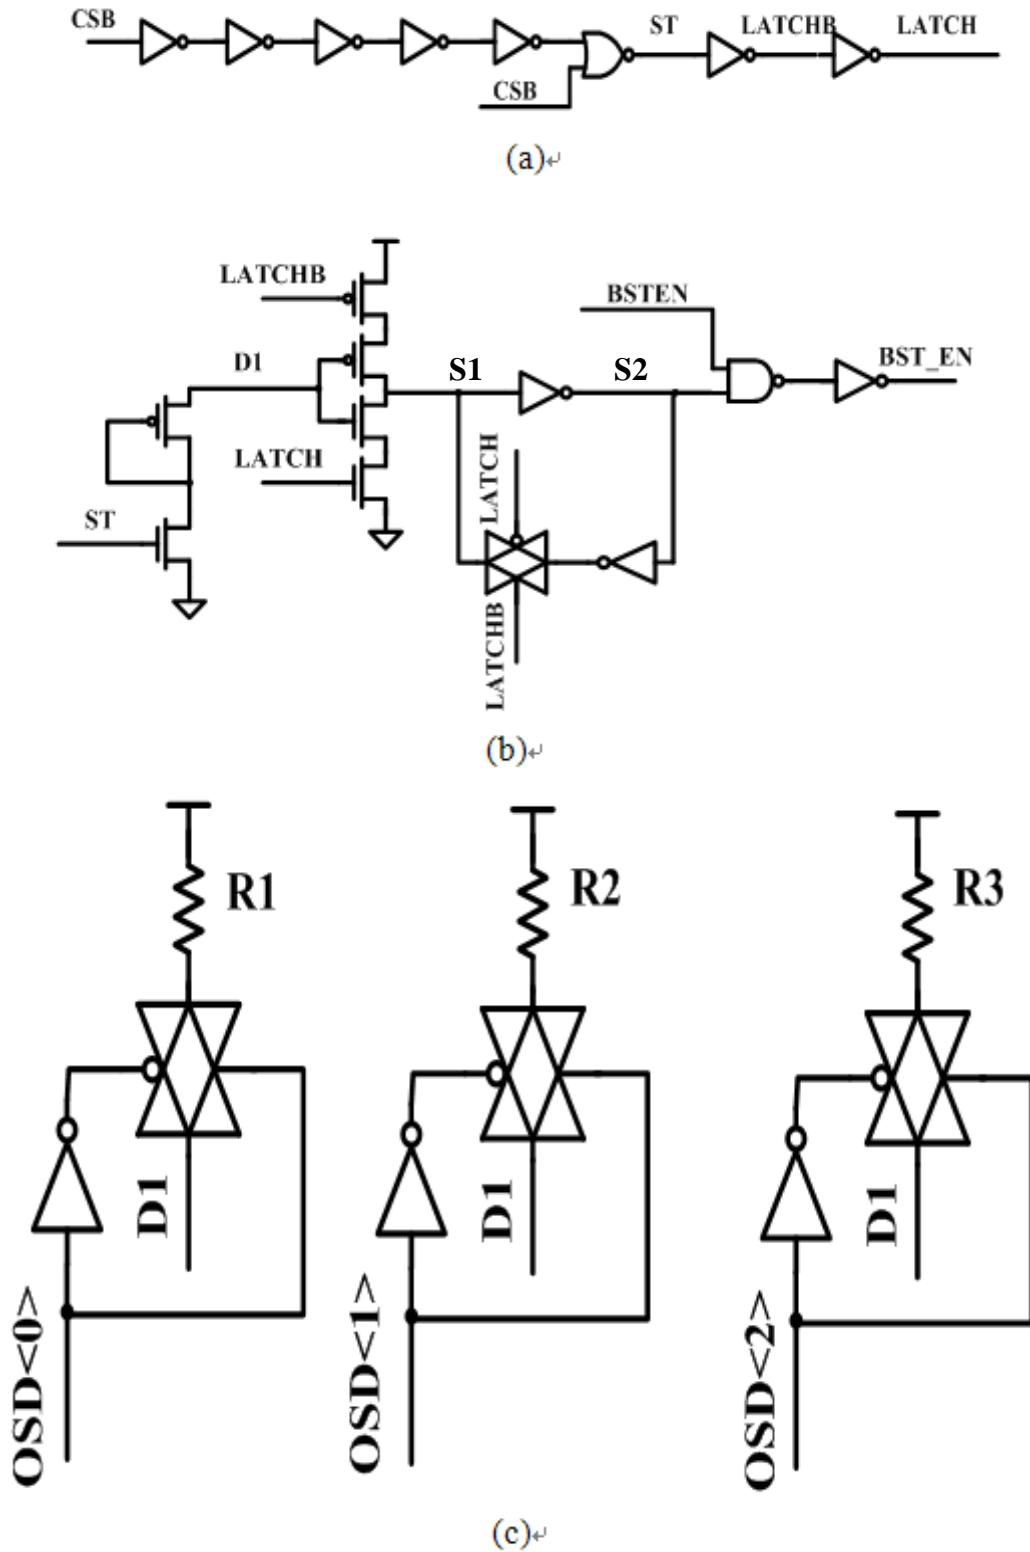 CSB
ST
LATCHB
LATCH
CSB
(a)↵
LATCHB
BSTEN
D1
S1
S2
BST_EN
LATCH
LATCH
ST
LATCHB
(b)↵
R1
R2
R3
D1
D1
D1
OSD<0>
OSD<1>
OSD<2>
(c)↵